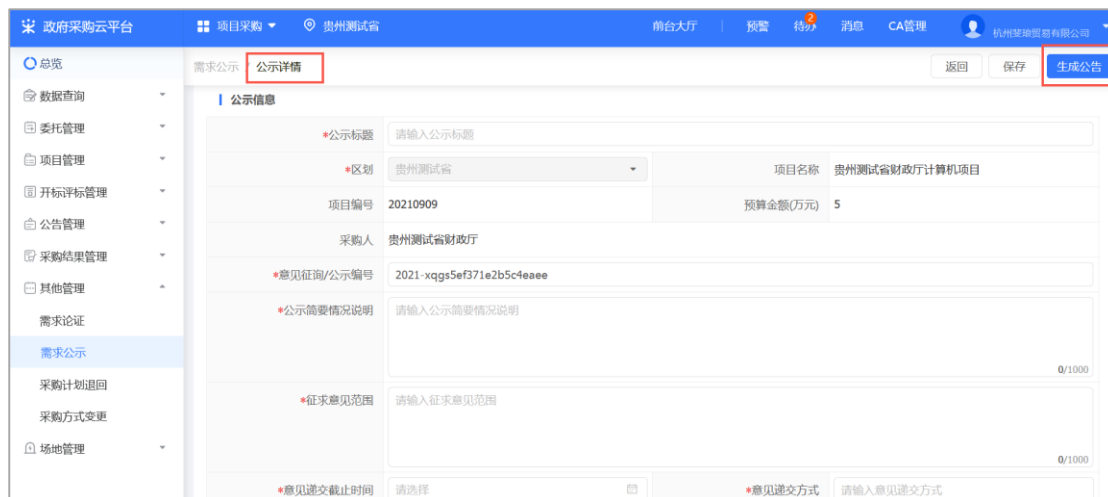 政府采购云平台 项目采购 贵州测试省 前台大厅 预警 待办 2 消息 CA管理 杭州斐琅贸易有限公司
总览 需求公示 / 公示详情 返回 保存 生成公告
数据查询
公示信息
委托管理
*公示标题 请输入公示标题
项目管理
*区划 贵州测试省 项目名称 贵州测试省财政厅计算机项目
开标评标管理
项目编号 20210909 预算金额(万元) 5
公告管理
采购人 贵州测试省财政厅
采购结果管理
*意见征询/公示编号 2021-xqgs5ef371e2b5c4eaee
其他管理
*公示简要情况说明 请输入公示简要情况说明
需求论证
需求公示
0/1000
采购计划退回
*征求意见范围 请输入征求意见范围
采购方式变更
场地管理
0/1000
*意见递交截止时间 请选择 *意见递交方式 请输入意见递交方式